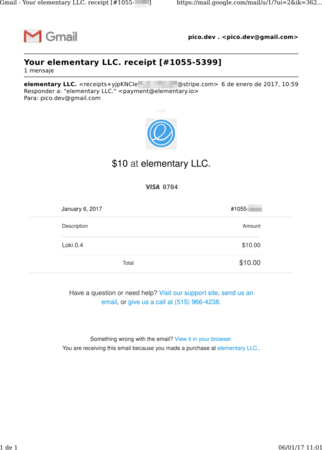 Gmail - Your elementary LLC. receipt [#1055-
https://mail.google.com/mail/u/1/?ui=2&ik=362...
Gmail
pico.dev . <pico.dev@gmail.com>
Your elementary LLC. receipt [#1055-5399]
1 mensaje
elementary LLC. <receipts+yjpKNCIe @stripe.com> 6 de enero de 2017, 10:59
Responder a: "elementary LLC." <payment@elementary.io>
Para: pico.dev@gmail.com
$10 at elementary LLC.
VISA 0704
January 6, 2017 #1055-
Description Amount
Loki 0.4 $10.00
Total $10.00
Have a question or need help? Visit our support site, send us an
email, or give us a call at (515) 966-4238.
Something wrong with the email? View it in your browser.
You are receiving this email because you made a purchase at elementary LLC..
1 de 1 06/01/17 11:01